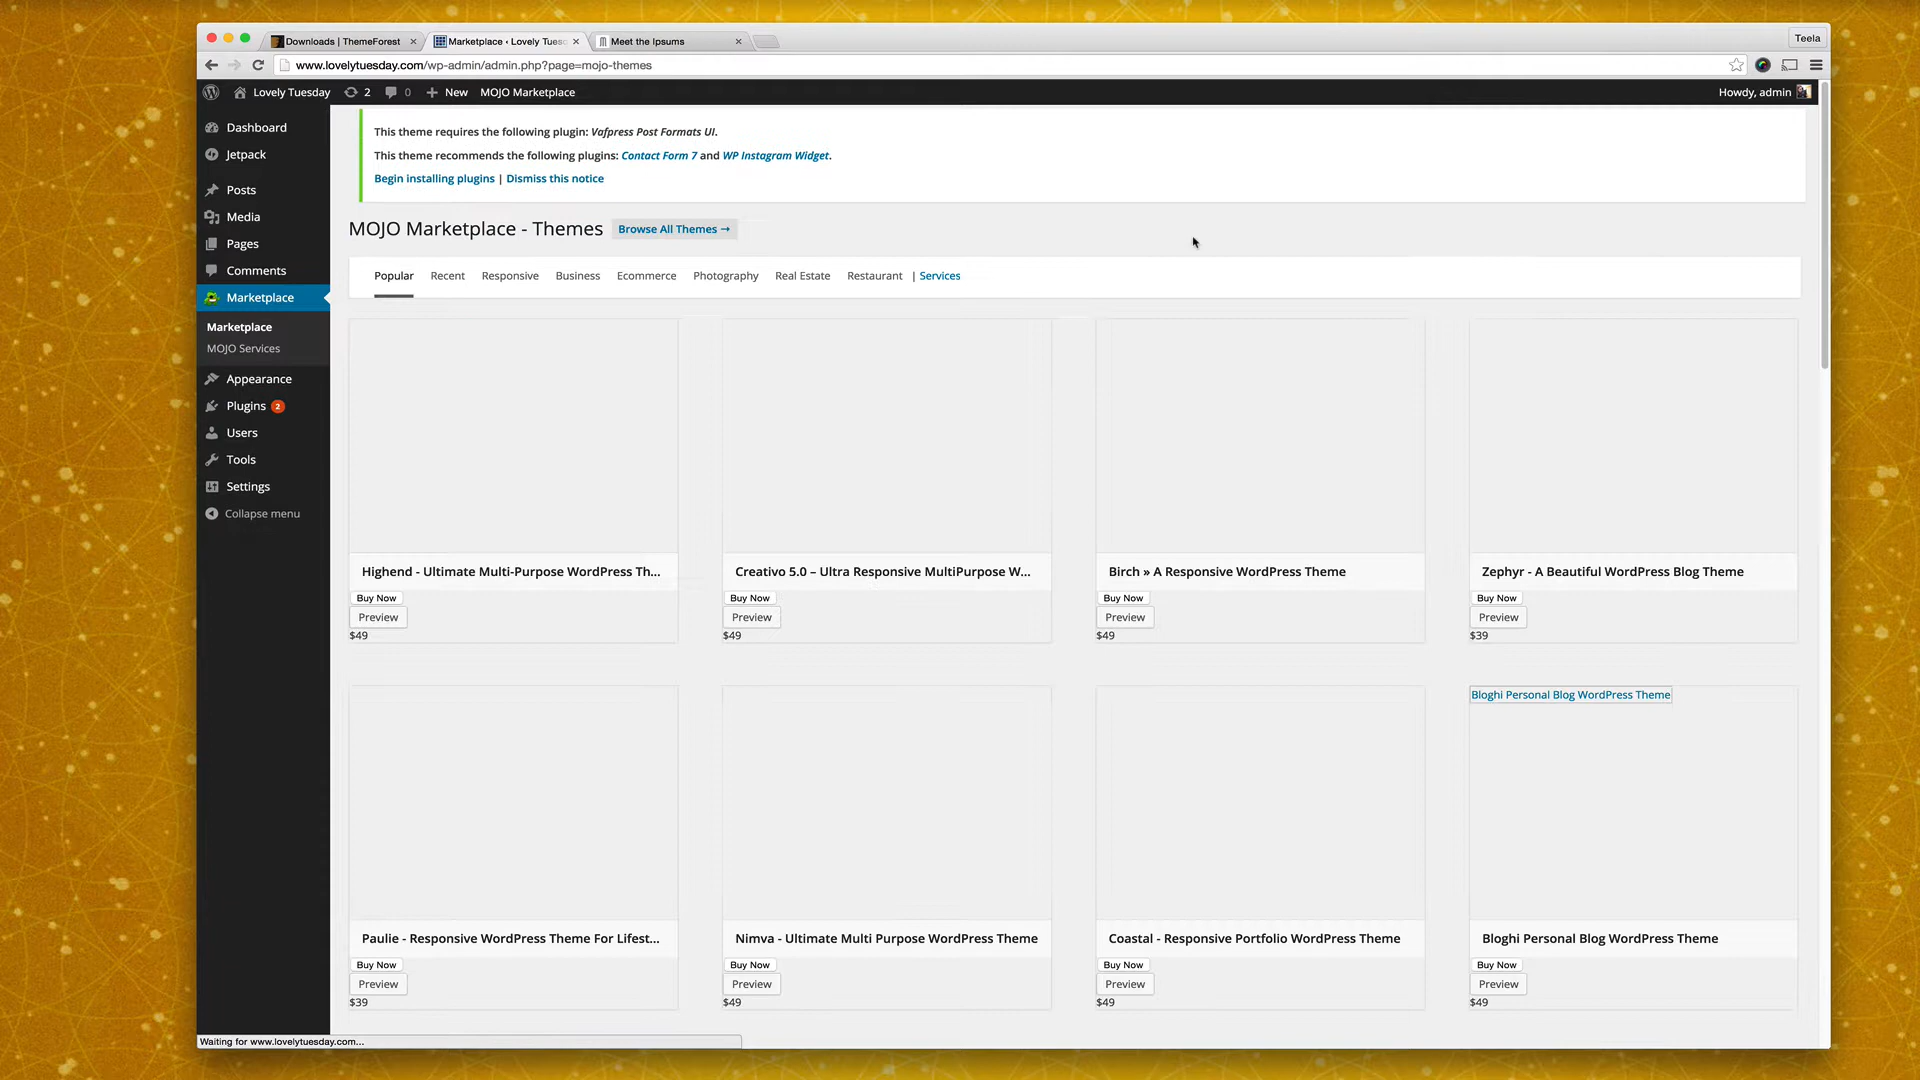 Downloads | ThemeForest
Marketplace ‹ Lovely Tues
Meet the Ipsums
Teela
www.lovelytuesday.com/wp-admin/admin.php?page=mojo-themes
Lovely Tuesday 2 0 New MOJO Marketplace
Howdy, admin
Dashboard
Jetpack
Posts
Media
Pages
Comments
Marketplace
Marketplace
MOJO Services
Appearance
Plugins 2
Users
Tools
Settings
Collapse menu
This theme requires the following plugin: Vafpress Post Formats UI.
This theme recommends the following plugins: Contact Form 7 and WP Instagram Widget.
Begin installing plugins | Dismiss this notice
MOJO Marketplace - Themes Browse All Themes →
Popular Recent Responsive Business Ecommerce Photography Real Estate Restaurant | Services
Highend - Ultimate Multi-Purpose WordPress Th...
Buy Now
Preview
$49
Creativo 5.0 – Ultra Responsive MultiPurpose W...
Buy Now
Preview
$49
Birch » A Responsive WordPress Theme
Buy Now
Preview
$49
Zephyr - A Beautiful WordPress Blog Theme
Buy Now
Preview
$39
Paulie - Responsive WordPress Theme For Lifest...
Buy Now
Preview
$39
Nimva - Ultimate Multi Purpose WordPress Theme
Buy Now
Preview
$49
Coastal - Responsive Portfolio WordPress Theme
Buy Now
Preview
$49
Bloghi Personal Blog WordPress Theme
Bloghi Personal Blog WordPress Theme
Buy Now
Preview
$49
Waiting for www.lovelytuesday.com...